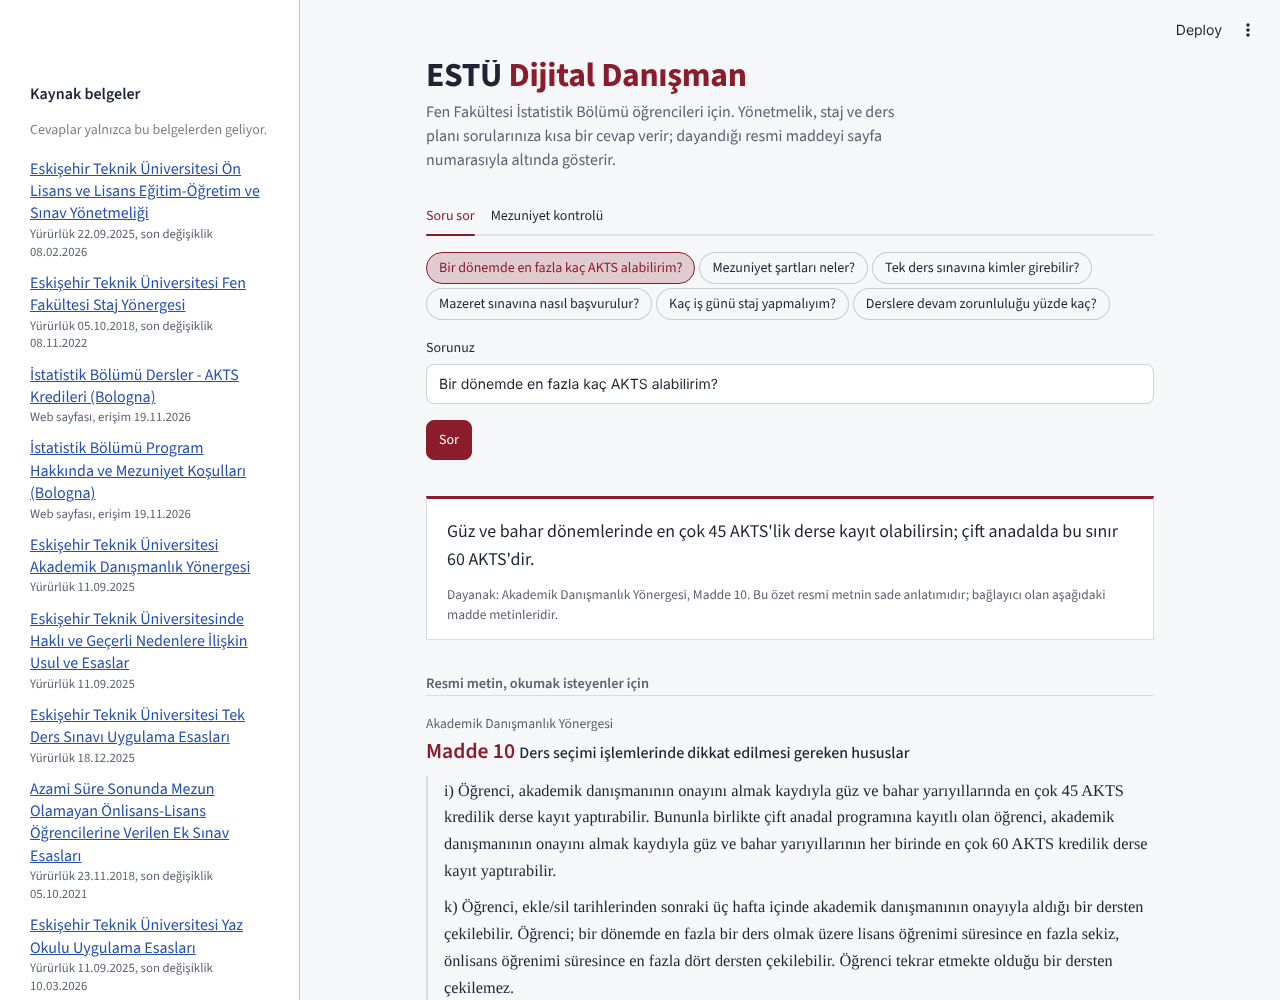 Deploy
Kaynak belgeler
Cevaplar yalnızca bu belgelerden geliyor.
Eskişehir Teknik Üniversitesi Ön
Lisans ve Lisans Eğitim-Öğretim ve
Sınav Yönetmeliği
Yürürlük 22.09.2025, son değişiklik
08.02.2026
Eskişehir Teknik Üniversitesi Fen
Fakültesi Staj Yönergesi
Yürürlük 05.10.2018, son değişiklik
08.11.2022
İstatistik Bölümü Dersler - AKTS
Kredileri (Bologna)
Web sayfası, erişim 19.11.2026
İstatistik Bölümü Program
Hakkında ve Mezuniyet Koşulları
(Bologna)
Web sayfası, erişim 19.11.2026
Eskişehir Teknik Üniversitesi
Akademik Danışmanlık Yönergesi
Yürürlük 11.09.2025
Eskişehir Teknik Üniversitesinde
Haklı ve Geçerli Nedenlere İlişkin
Usul ve Esaslar
Yürürlük 11.09.2025
Eskişehir Teknik Üniversitesi Tek
Ders Sınavı Uygulama Esasları
Yürürlük 18.12.2025
Azami Süre Sonunda Mezun
Olamayan Önlisans-Lisans
Öğrencilerine Verilen Ek Sınav
Esasları
Yürürlük 23.11.2018, son değişiklik
05.10.2021
Eskişehir Teknik Üniversitesi Yaz
Okulu Uygulama Esasları
Yürürlük 11.09.2025, son değişiklik
10.03.2026
ESTÜ Dijital Danışman
Fen Fakültesi İstatistik Bölümü öğrencileri için. Yönetmelik, staj ve ders
planı sorularınıza kısa bir cevap verir; dayandığı resmi maddeyi sayfa
numarasıyla altında gösterir.
Soru sor Mezuniyet kontrolü
Bir dönemde en fazla kaç AKTS alabilirim? Mezuniyet şartları neler? Tek ders sınavına kimler girebilir?
Mazeret sınavına nasıl başvurulur? Kaç iş günü staj yapmalıyım? Derslere devam zorunluluğu yüzde kaç?
Sorunuz
Bir dönemde en fazla kaç AKTS alabilirim?
Sor
Güz ve bahar dönemlerinde en çok 45 AKTS'lik derse kayıt olabilirsin; çift anadalda bu sınır
60 AKTS'dir.
Dayanak: Akademik Danışmanlık Yönergesi, Madde 10. Bu özet resmi metnin sade anlatımıdır; bağlayıcı olan aşağıdaki
madde metinleridir.
Resmi metin, okumak isteyenler için
Akademik Danışmanlık Yönergesi
Madde 10 Ders seçimi işlemlerinde dikkat edilmesi gereken hususlar
i) Öğrenci, akademik danışmanının onayını almak kaydıyla güz ve bahar yarıyıllarında en çok 45 AKTS
kredilik derse kayıt yaptırabilir. Bununla birlikte çift anadal programına kayıtlı olan öğrenci, akademik
danışmanının onayını almak kaydıyla güz ve bahar yarıyıllarının her birinde en çok 60 AKTS kredilik derse
kayıt yaptırabilir.
k) Öğrenci, ekle/sil tarihlerinden sonraki üç hafta içinde akademik danışmanının onayıyla aldığı bir dersten
çekilebilir. Öğrenci; bir dönemde en fazla bir ders olmak üzere lisans öğrenimi süresince en fazla sekiz,
önlisans öğrenimi süresince en fazla dört dersten çekilebilir. Öğrenci tekrar etmekte olduğu bir dersten
çekilemez.